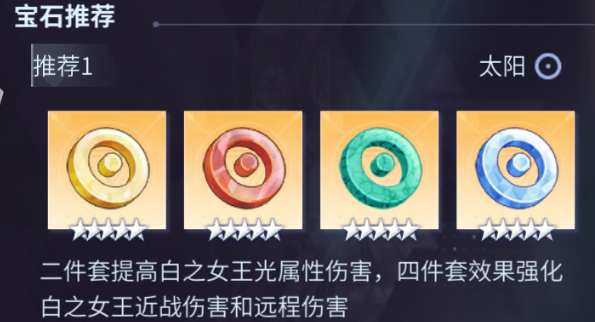 宝石推荐
推荐1 太阳
二件套提高白之女王光属性伤害，四件套效果强化
白之女王近战伤害和远程伤害